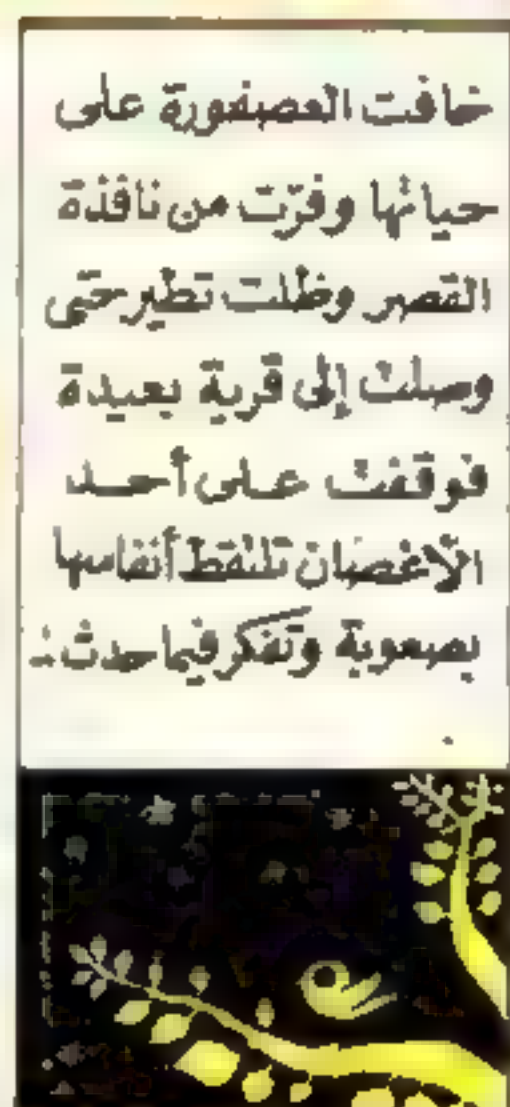 خافت العصفورة على
حياتها وفرّت من نافذة
القصر وظلت تطير حتى
وصلت إلى قرية بعيدة
فوقفت على أحد
الأغصان تلتقط أنفاسها
بصعوبة وتفكر فيما حدث :